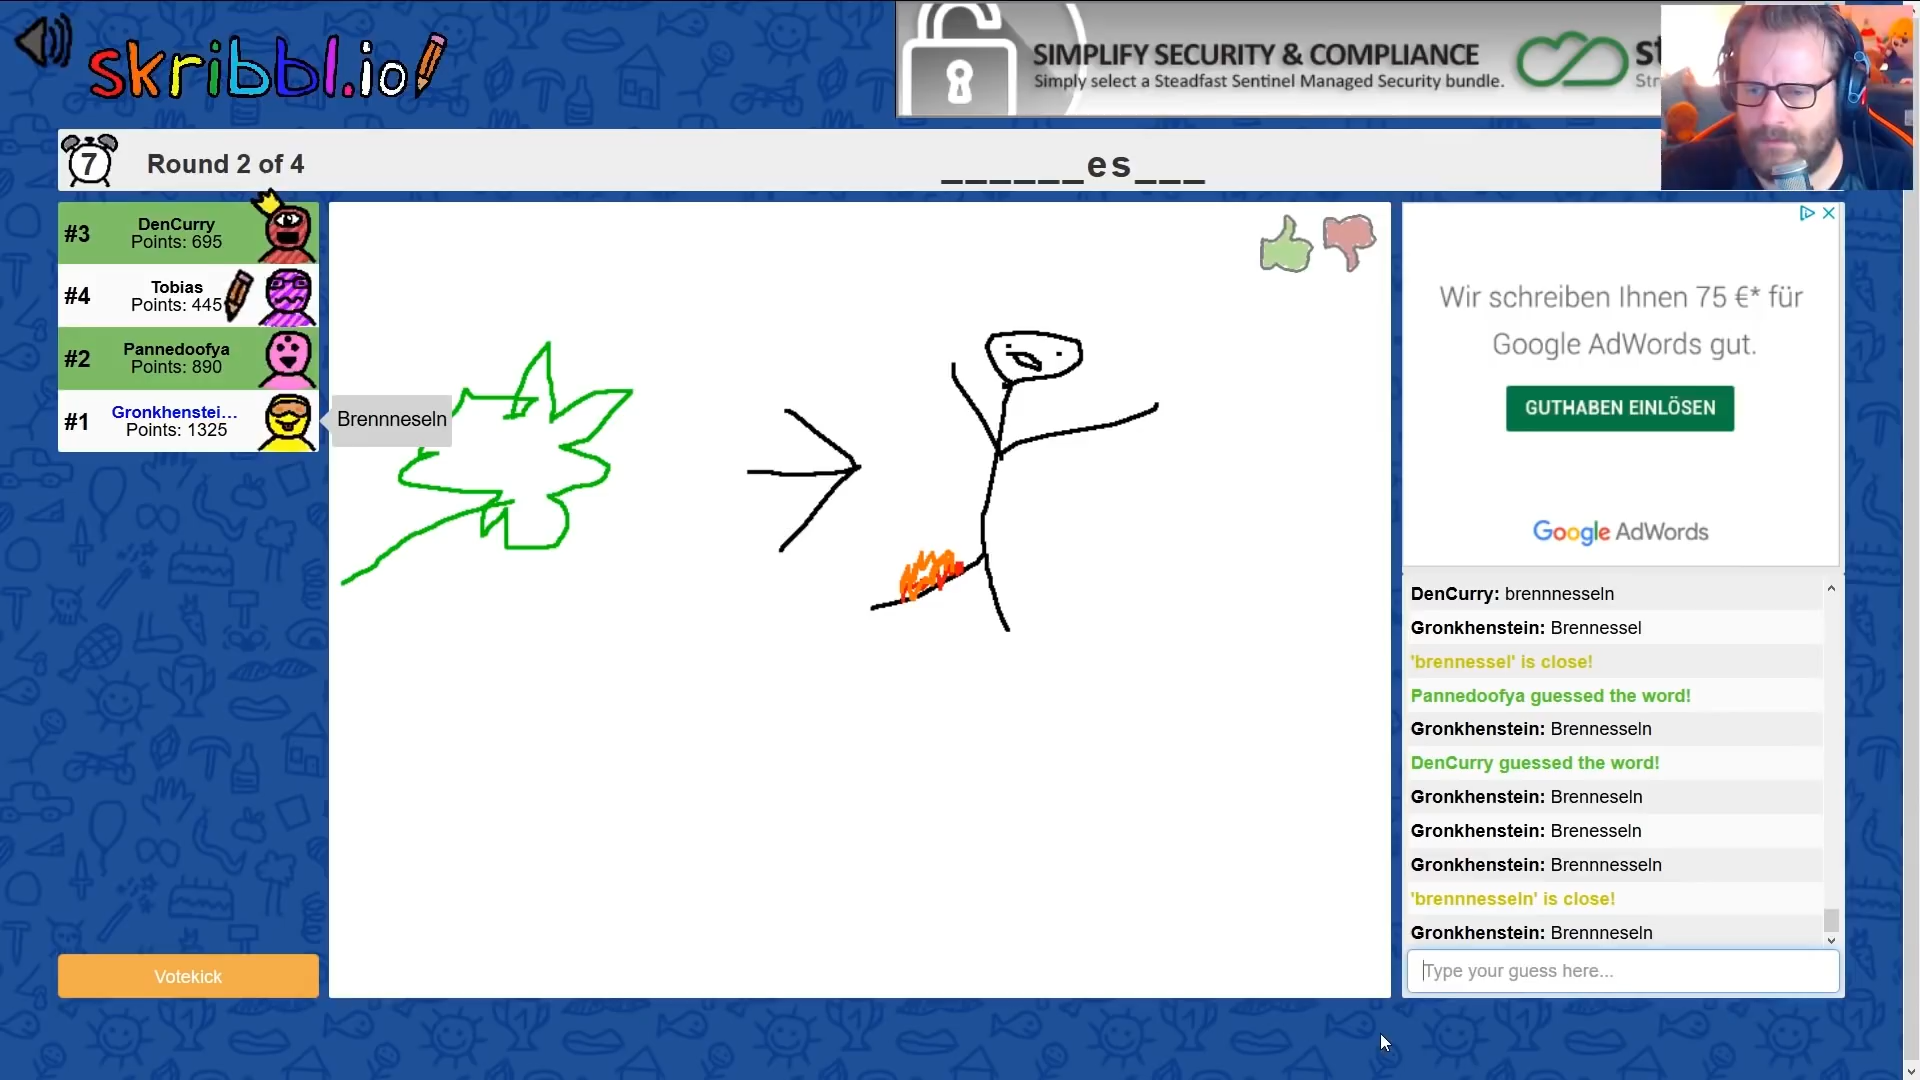 skribbl.io
SIMPLIFY SECURITY & COMPLIANCE
Simply select a Steadfast Sentinel Managed Security bundle.
7
Round 2 of 4
______es___
#3
DenCurry
Points: 695
#4
Tobias
Points: 445
#2
Pannedoofya
Points: 890
#1
Gronkhenstei...
Points: 1325
Brennneseln
Wir schreiben Ihnen 75 €* für
Google AdWords gut.
GUTHABEN EINLÖSEN
Google AdWords
DenCurry: brennnesseln
Gronkhenstein: Brennessel
'brennessel' is close!
Pannedoofya guessed the word!
Gronkhenstein: Brennesseln
DenCurry guessed the word!
Gronkhenstein: Brenneseln
Gronkhenstein: Brenesseln
Gronkhenstein: Brennnesseln
'brennnesseln' is close!
Gronkhenstein: Brennneseln
Type your guess here...
Votekick